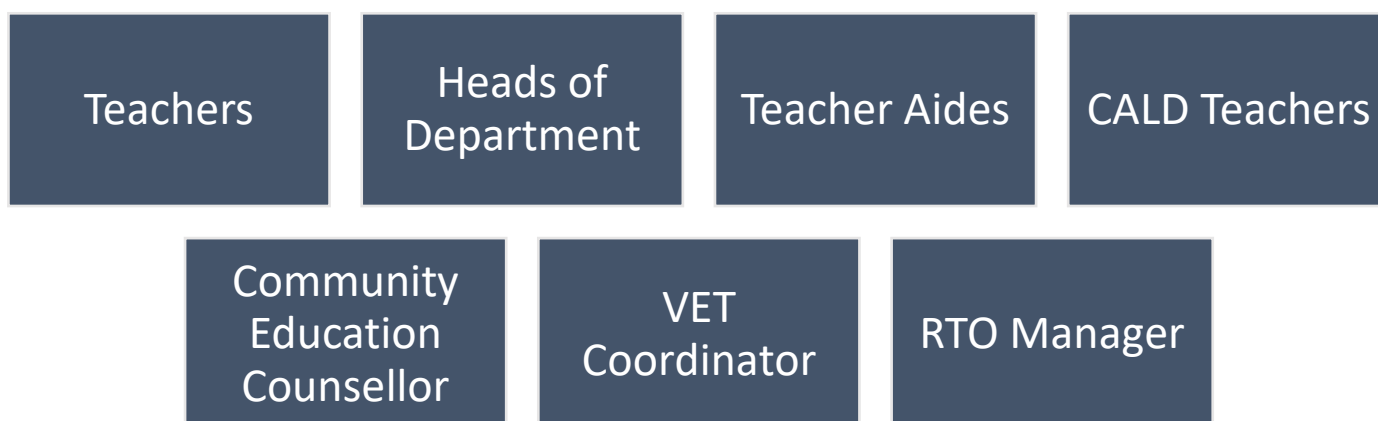 Teachers
Heads of
Department
Teacher Aides
CALD Teachers
Community
Education
Counsellor
VET
Coordinator
RTO Manager